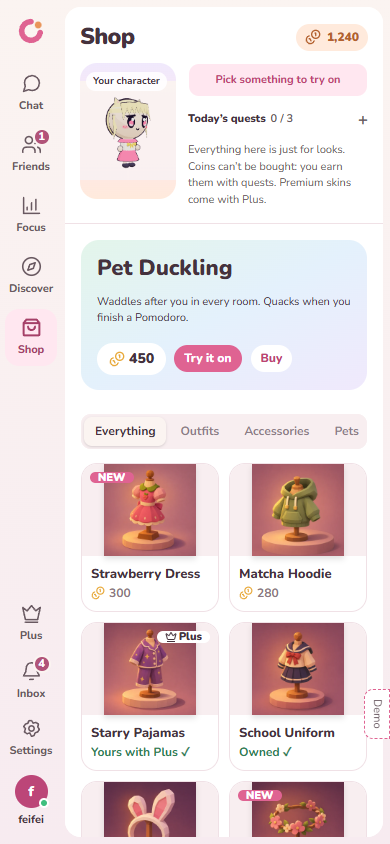 Shop
1,240
Your character
Pick something to try on
Today's quests 0 / 3
+
Everything here is just for looks.
Coins can't be bought: you earn
them with quests. Premium skins
come with Plus.
Chat
1
Friends
Focus
Discover
Shop
Pet Duckling
Waddles after you in every room. Quacks when you
finish a Pomodoro.
450
Try it on
Buy
Everything
Outfits
Accessories
Pets
NEW
Strawberry Dress
300
Matcha Hoodie
280
Plus
Starry Pajamas
Yours with Plus ✓
School Uniform
Owned ✓
NEW
Demo
Plus
4
Inbox
Settings
f
feifei